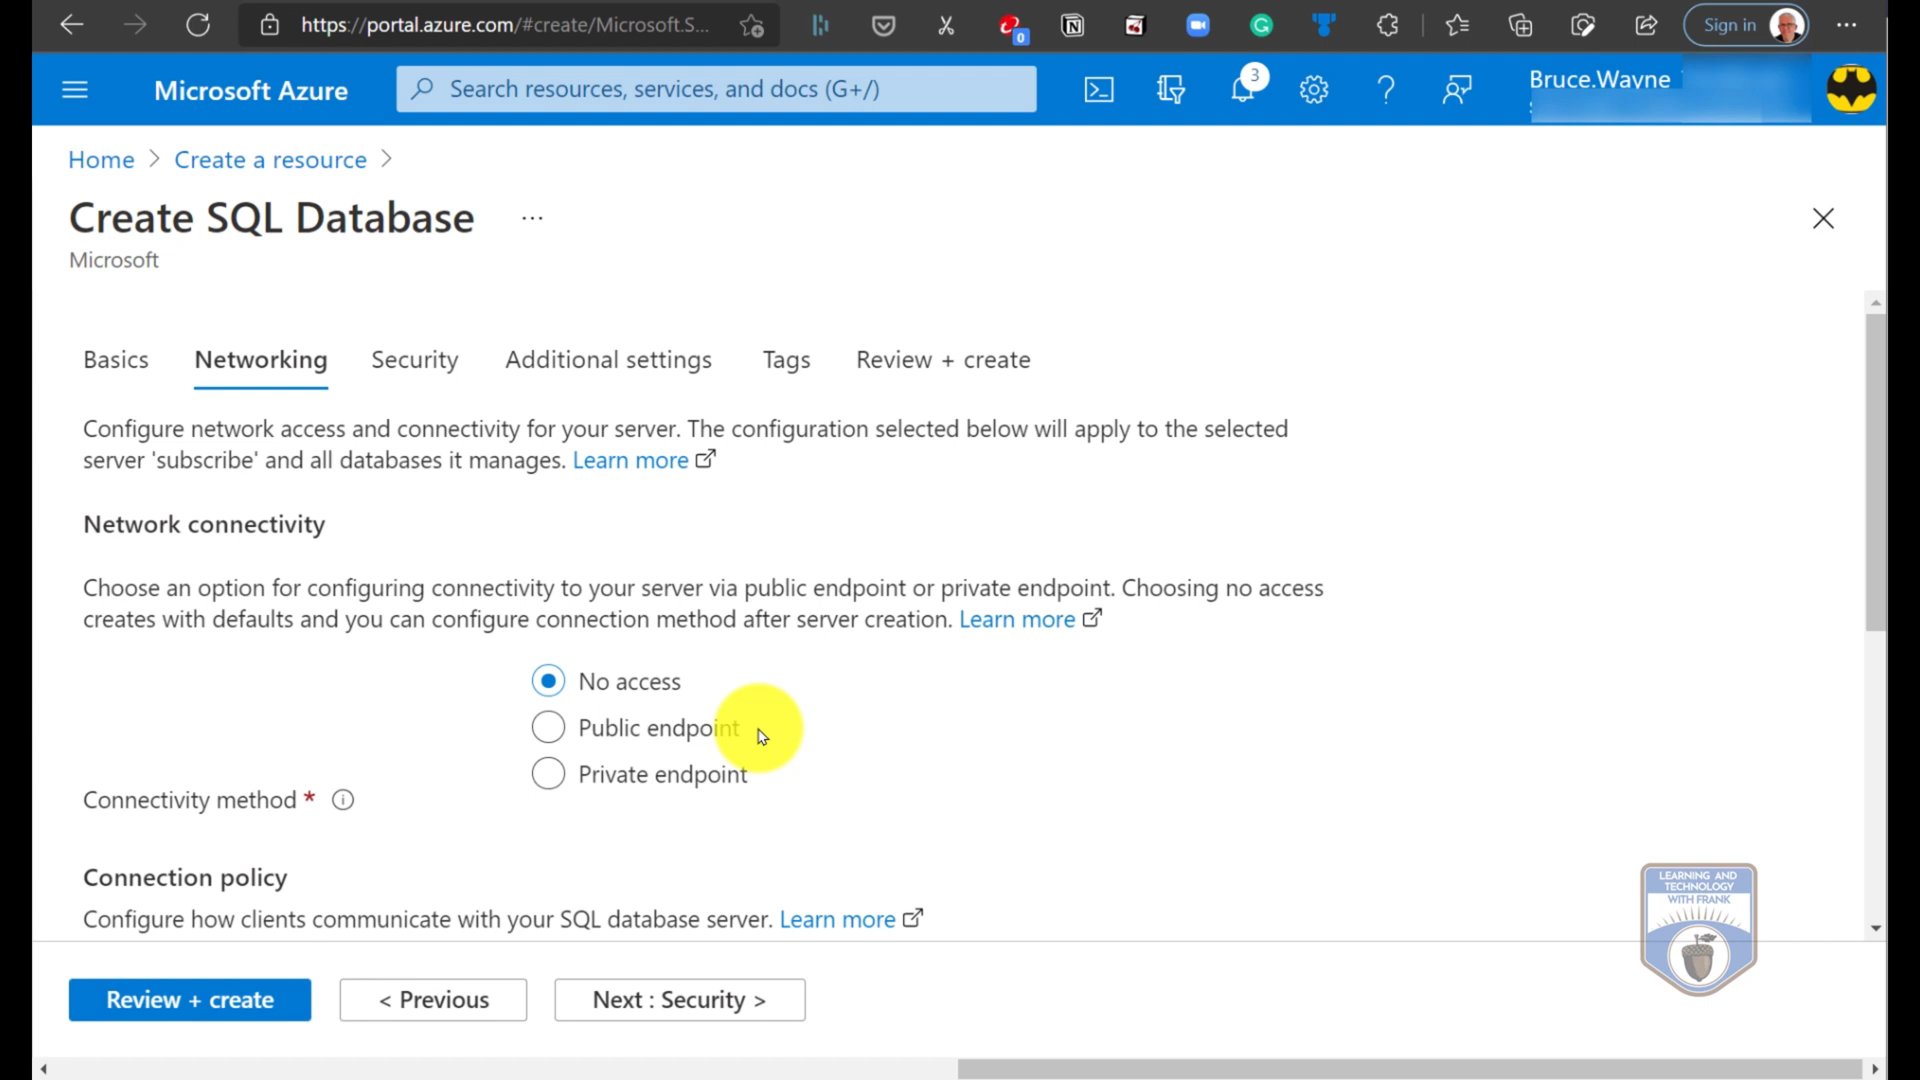 https://portal.azure.com/#create/Microsoft.S...
0
Sign in
Microsoft Azure
Search resources, services, and docs (G+/)
3
Bruce.Wayne
Home > Create a resource >
Create SQL Database ...
Microsoft
Basics Networking Security Additional settings Tags Review + create
Configure network access and connectivity for your server. The configuration selected below will apply to the selected
server 'subscribe' and all databases it manages. Learn more
Network connectivity
Choose an option for configuring connectivity to your server via public endpoint or private endpoint. Choosing no access
creates with defaults and you can configure connection method after server creation. Learn more
No access
Public endpoint
Private endpoint
Connectivity method *
Connection policy
Configure how clients communicate with your SQL database server. Learn more
LEARNING AND
TECHNOLOGY
WITH FRANK
Review + create
< Previous
Next : Security >